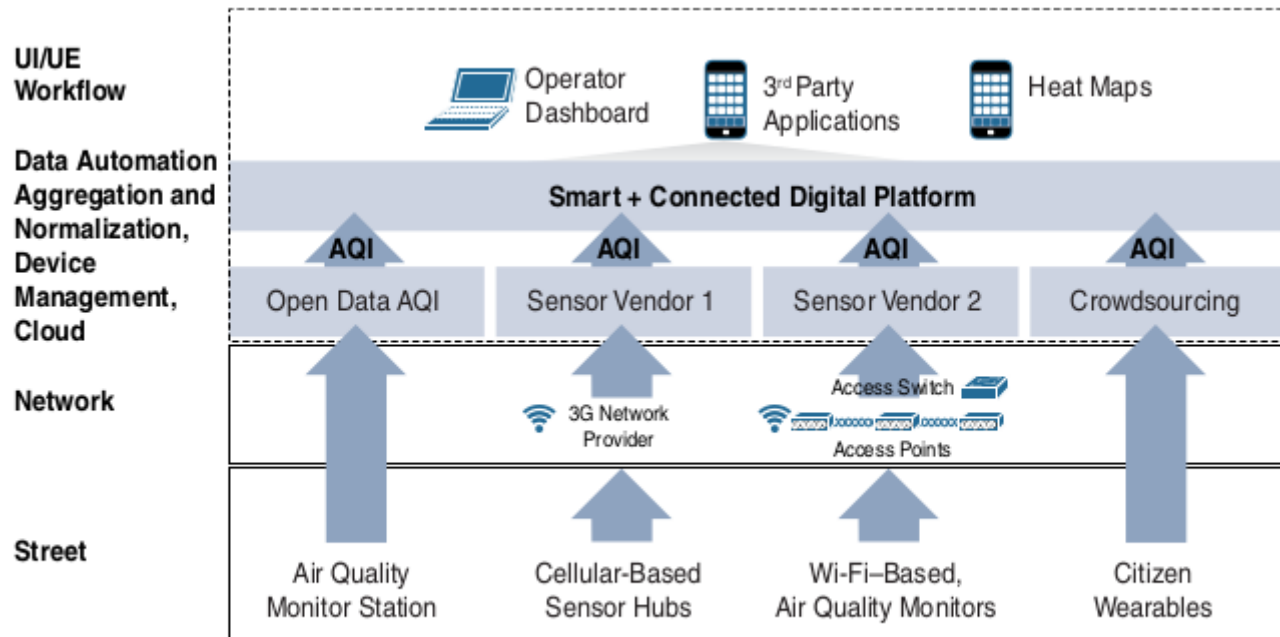 UI/UE
Workflow
Operator
Dashboard
3rd Party
Applications
Heat Maps
Data Automation
Aggregation and
Normalization,
Device
Management,
Cloud
Smart + Connected Digital Platform
AQI
AQI
AQI
AQI
Open Data AQI
Sensor Vendor 1
Sensor Vendor 2
Crowdsourcing
Network
3G Network
Provider
Access Switch
Access Points
Street
Air Quality
Monitor Station
Cellular-Based
Sensor Hubs
Wi-Fi–Based,
Air Quality Monitors
Citizen
Wearables